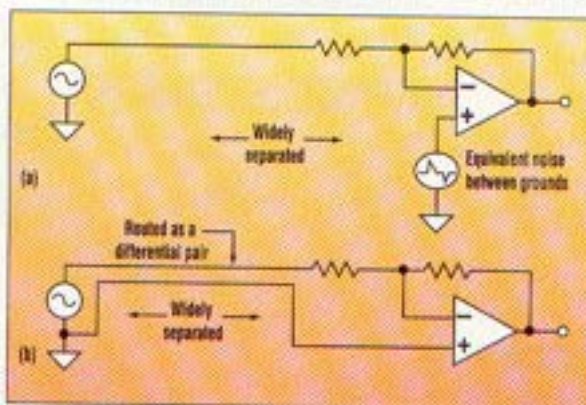 Widely
separated
Equivalent noise
between grounds
(a)
Routed as a
differential pair
Widely
separated
(b)